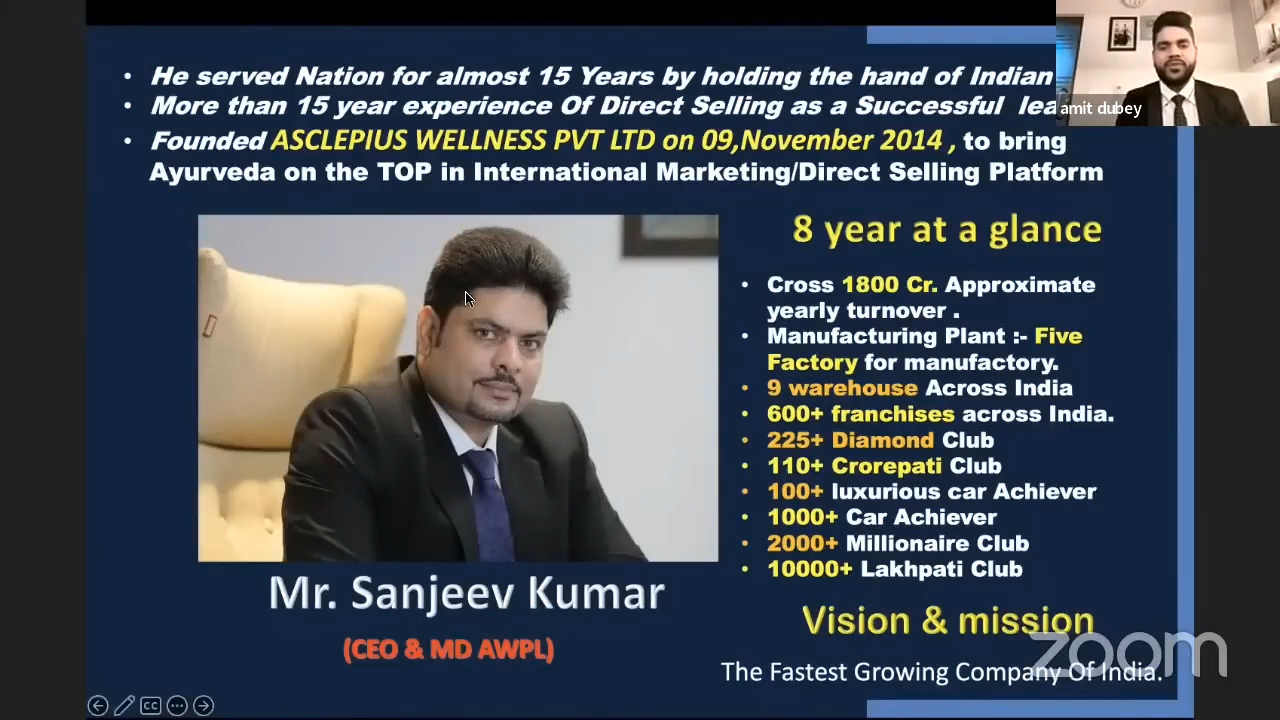 He served Nation for almost 15 Years by holding the hand of Indian
More than 15 year experience Of Direct Selling as a Successful
amit dubey
Founded ASCLEPIUS WELLNESS PVT LTD on 09,November 2014 , to bring
Ayurveda on the TOP in International Marketing/Direct Selling Platform
8 year at a glance
Cross 1800 Cr. Approximate
yearly turnover .
Manufacturing Plant :- Five
Factory for manufactory.
9 warehouse Across India
600+ franchises across India.
225+ Diamond Club
110+ Crorepati Club
100+ luxurious car Achiever
1000+ Car Achiever
2000+ Millionaire Club
10000+ Lakhpati Club
Mr. Sanjeev Kumar
(CEO & MD AWPL)
Vision & mission
The Fastest Growing Company Of India.
zoom
CC